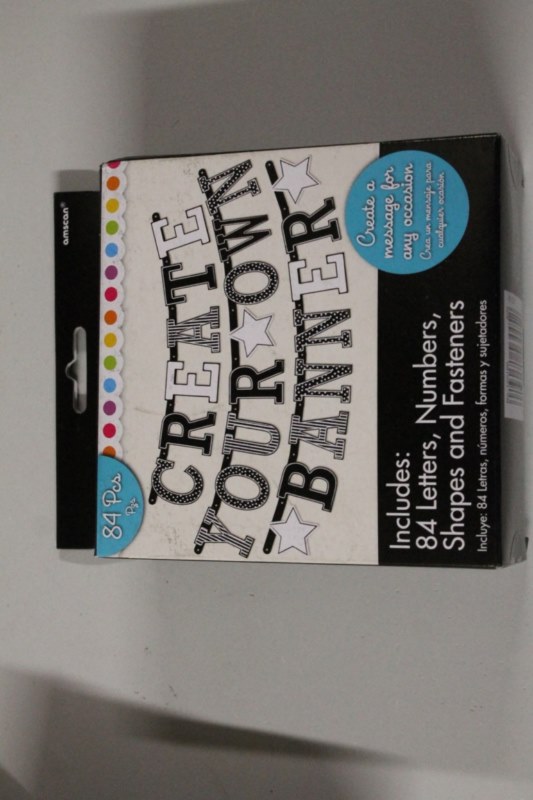 amscan®
84 Pcs
Pzs
CREATE
YOUR OWN
BANNER
Create a
message for
any occasion
Crea un mensaje para
cualquier ocasión
Includes:
84 Letters, Numbers,
Shapes and Fasteners
Incluye: 84 Letras, números, formas y sujetadores